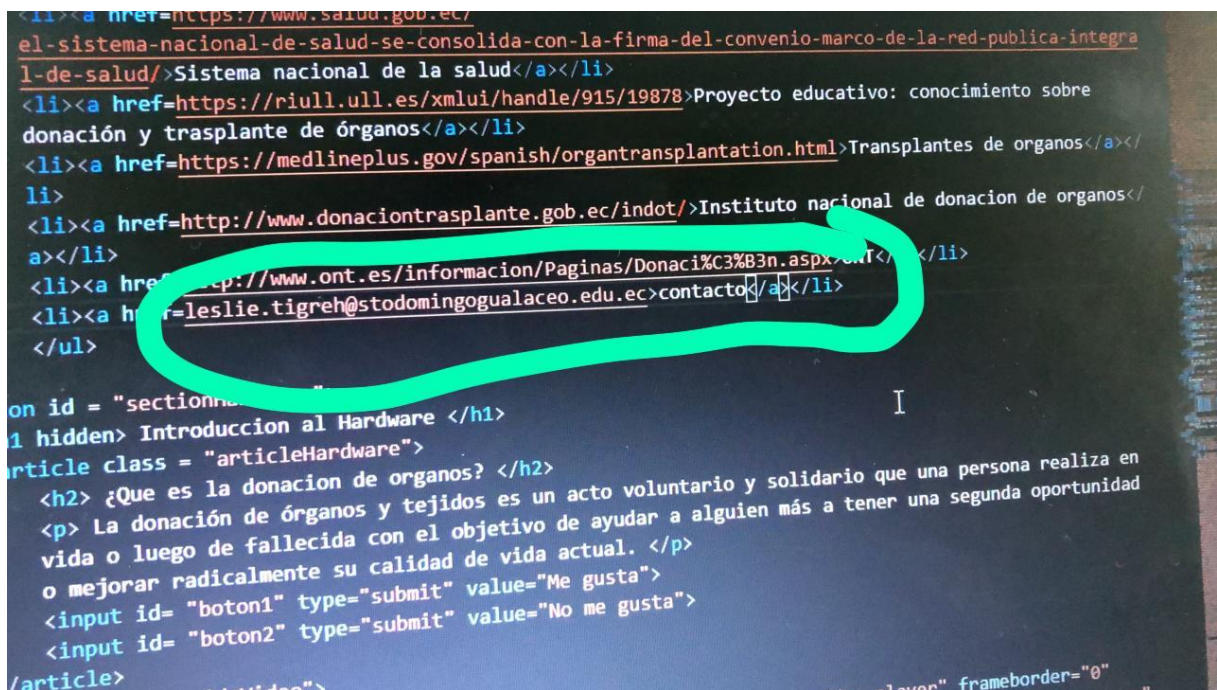 <li><a href=https://www.salud.gob.ec/
el-sistema-nacional-de-salud-se-consolida-con-la-firma-del-convenio-marco-de-la-red-publica-integra
l-de-salud/>Sistema nacional de la salud</a></li>
<li><a href=https://riull.ull.es/xmlui/handle/915/19878>Proyecto educativo: conocimiento sobre
donación y trasplante de órganos</a></li>
<li><a href=https://medlineplus.gov/spanish/organtransplantation.html>Transplantes de organos</a></
li>
<li><a href=http://www.donaciontrasplante.gob.ec/indot/>Instituto nacional de donacion de organos</
a></li>
<li><a hre ://www.ont.es/informacion/Paginas/Donaci%C3%B3n.aspx> </li>
<li><a h =leslie.tigreh@stodomingogualaceo.edu.ec>contacto</a></li>
</ul>
on id = "section
1 hidden> Introduccion al Hardware </h1>
article class = "articleHardware">
<h2> ¿Que es la donacion de organos? </h2>
<p> La donación de órganos y tejidos es un acto voluntario y solidario que una persona realiza en
vida o luego de fallecida con el objetivo de ayudar a alguien más a tener una segunda oportunidad
o mejorar radicalmente su calidad de vida actual. </p>
<input id= "boton1" type="submit" value="Me gusta">
<input id= "boton2" type="submit" value="No me gusta">
/article>
frameborder="0"